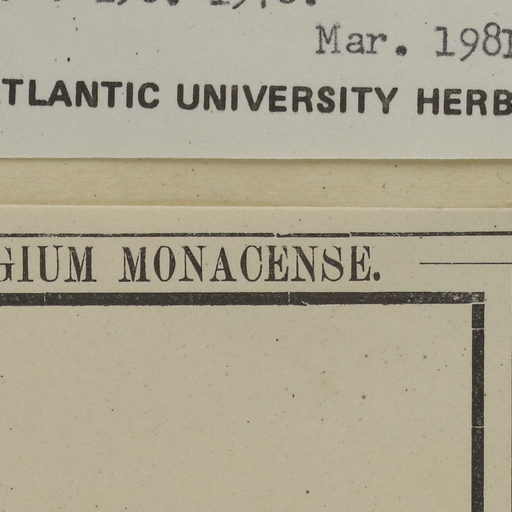 Mar. 1981
TLANTIC UNIVERSITY HERB
GIUM MONACENSE.